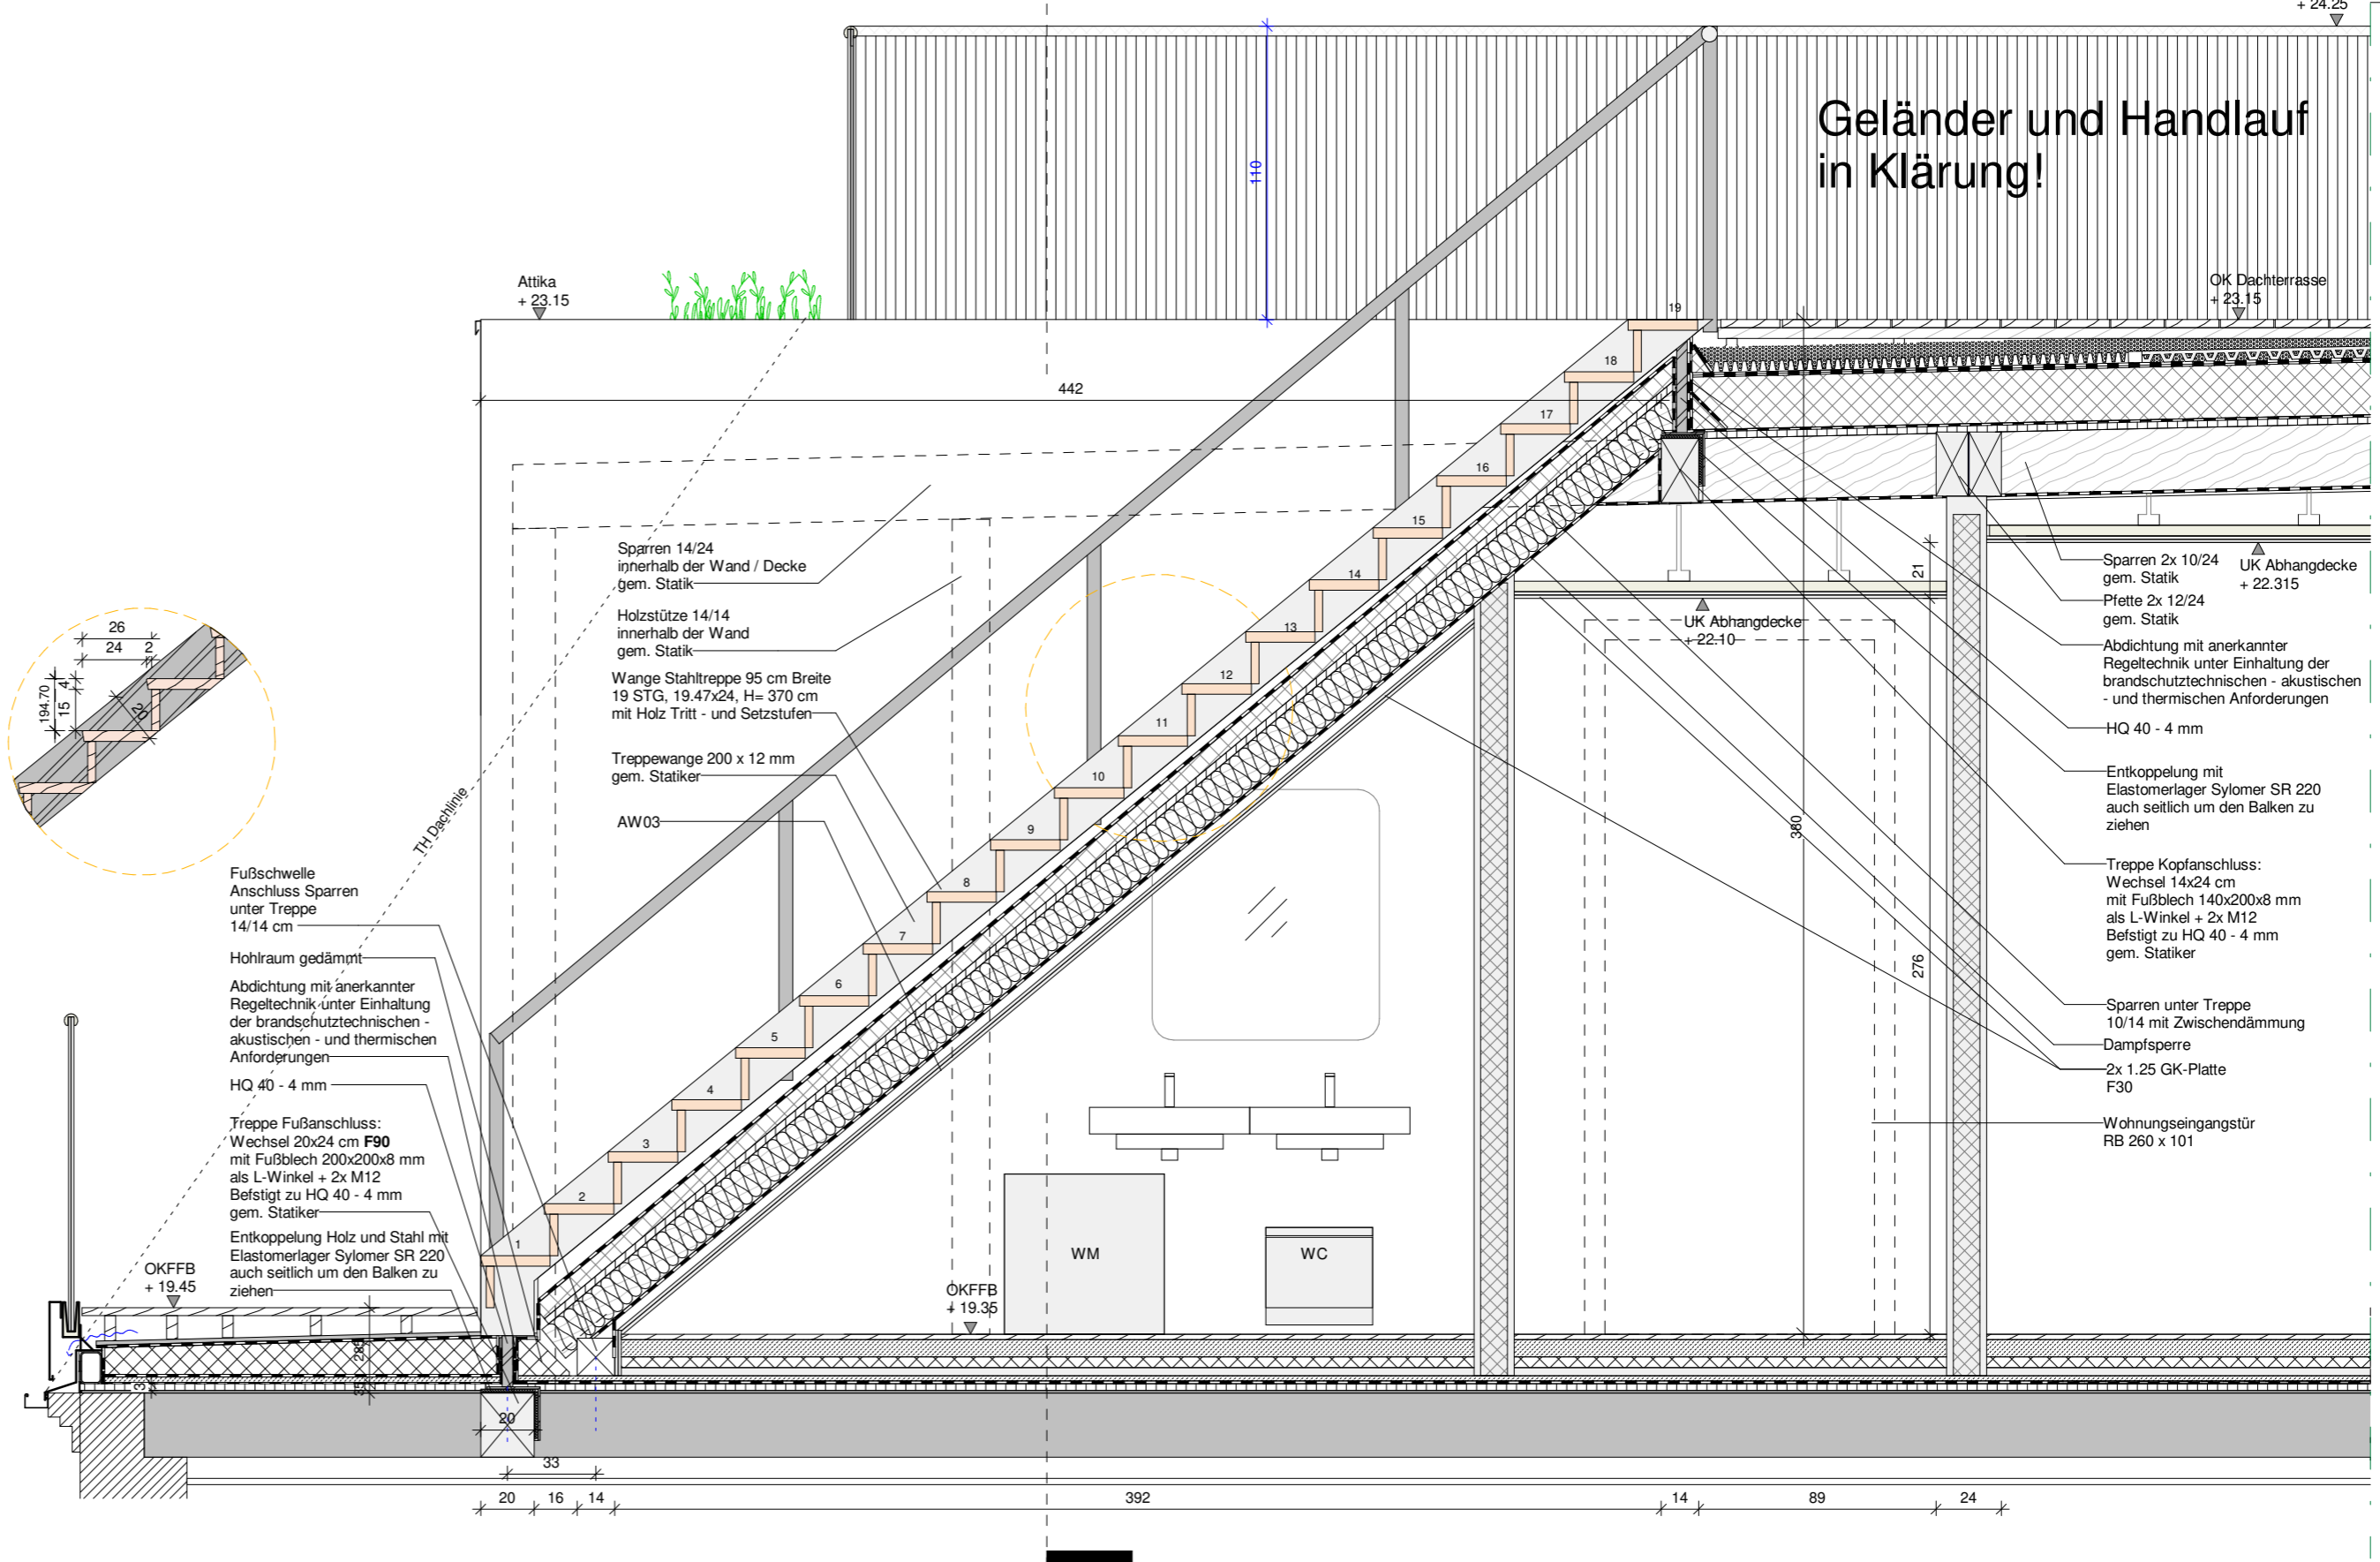 + 24.25
Geländer und Handlauf
in Klärung!
110
Attika
+ 23.15
OK Dachterrasse
+ 23.15
442
19
18
17
16
15
14
13
12
11
10
9
8
7
6
5
4
3
2
1
Sparren 14/24
innerhalb der Wand / Decke
gem. Statik
Holzstütze 14/14
innerhalb der Wand
gem. Statik
Wange Stahltreppe 95 cm Breite
19 STG, 19.47x24, H= 370 cm
mit Holz Tritt - und Setzstufen
Treppewange 200 x 12 mm
gem. Statiker
AW03
26
24
2
194.70
15
4
20
TH Dachlinie
Fußschwelle
Anschluss Sparren
unter Treppe
14/14 cm
Hohlraum gedämmt
Abdichtung mit anerkannter
Regeltechnik unter Einhaltung
der brandschutztechnischen -
akustischen - und thermischen
Anforderungen
HQ 40 - 4 mm
Treppe Fußanschluss:
Wechsel 20x24 cm F90
mit Fußblech 200x200x8 mm
als L-Winkel + 2x M12
Befstigt zu HQ 40 - 4 mm
gem. Statiker
Entkoppelung Holz und Stahl mit
Elastomerlager Sylomer SR 220
auch seitlich um den Balken zu
ziehen
OKFFB
+ 19.45
OKFFB
+ 19.35
WM
WC
UK Abhangdecke
+ 22.10
21
UK Abhangdecke
+ 22.315
380
276
Sparren 2x 10/24
gem. Statik
Pfette 2x 12/24
gem. Statik
Abdichtung mit anerkannter
Regeltechnik unter Einhaltung der
brandschutztechnischen - akustischen
- und thermischen Anforderungen
HQ 40 - 4 mm
Entkoppelung mit
Elastomerlager Sylomer SR 220
auch seitlich um den Balken zu
ziehen
Treppe Kopfanschluss:
Wechsel 14x24 cm
mit Fußblech 140x200x8 mm
als L-Winkel + 2x M12
Befstigt zu HQ 40 - 4 mm
gem. Statiker
Sparren unter Treppe
10/14 mit Zwischendämmung
Dampfsperre
2x 1.25 GK-Platte
F30
Wohnungseingangstür
RB 260 x 101
3
20
33
20
16
14
392
14
89
24